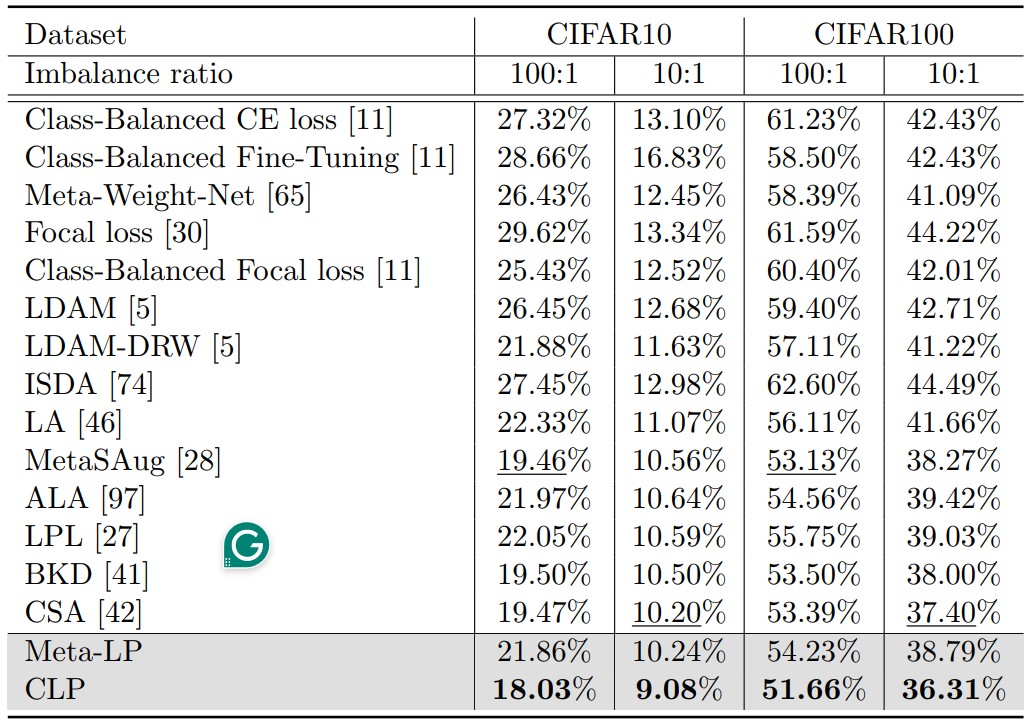 Dataset CIFAR10 CIFAR100
Imbalance ratio 100:1 10:1 100:1 10:1
Class-Balanced CE loss [11] 27.32% 13.10% 61.23% 42.43%
Class-Balanced Fine-Tuning [11] 28.66% 16.83% 58.50% 42.43%
Meta-Weight-Net [65] 26.43% 12.45% 58.39% 41.09%
Focal loss [30] 29.62% 13.34% 61.59% 44.22%
Class-Balanced Focal loss [11] 25.43% 12.52% 60.40% 42.01%
LDAM [5] 26.45% 12.68% 59.40% 42.71%
LDAM-DRW [5] 21.88% 11.63% 57.11% 41.22%
ISDA [74] 27.45% 12.98% 62.60% 44.49%
LA [46] 22.33% 11.07% 56.11% 41.66%
MetaSAug [28] 19.46% 10.56% 53.13% 38.27%
ALA [97] 21.97% 10.64% 54.56% 39.42%
LPL [27] 22.05% 10.59% 55.75% 39.03%
G
BKD [41] 19.50% 10.50% 53.50% 38.00%
CSA [42] 19.47% 10.20% 53.39% 37.40%
Meta-LP 21.86% 10.24% 54.23% 38.79%
CLP 18.03% 9.08% 51.66% 36.31%